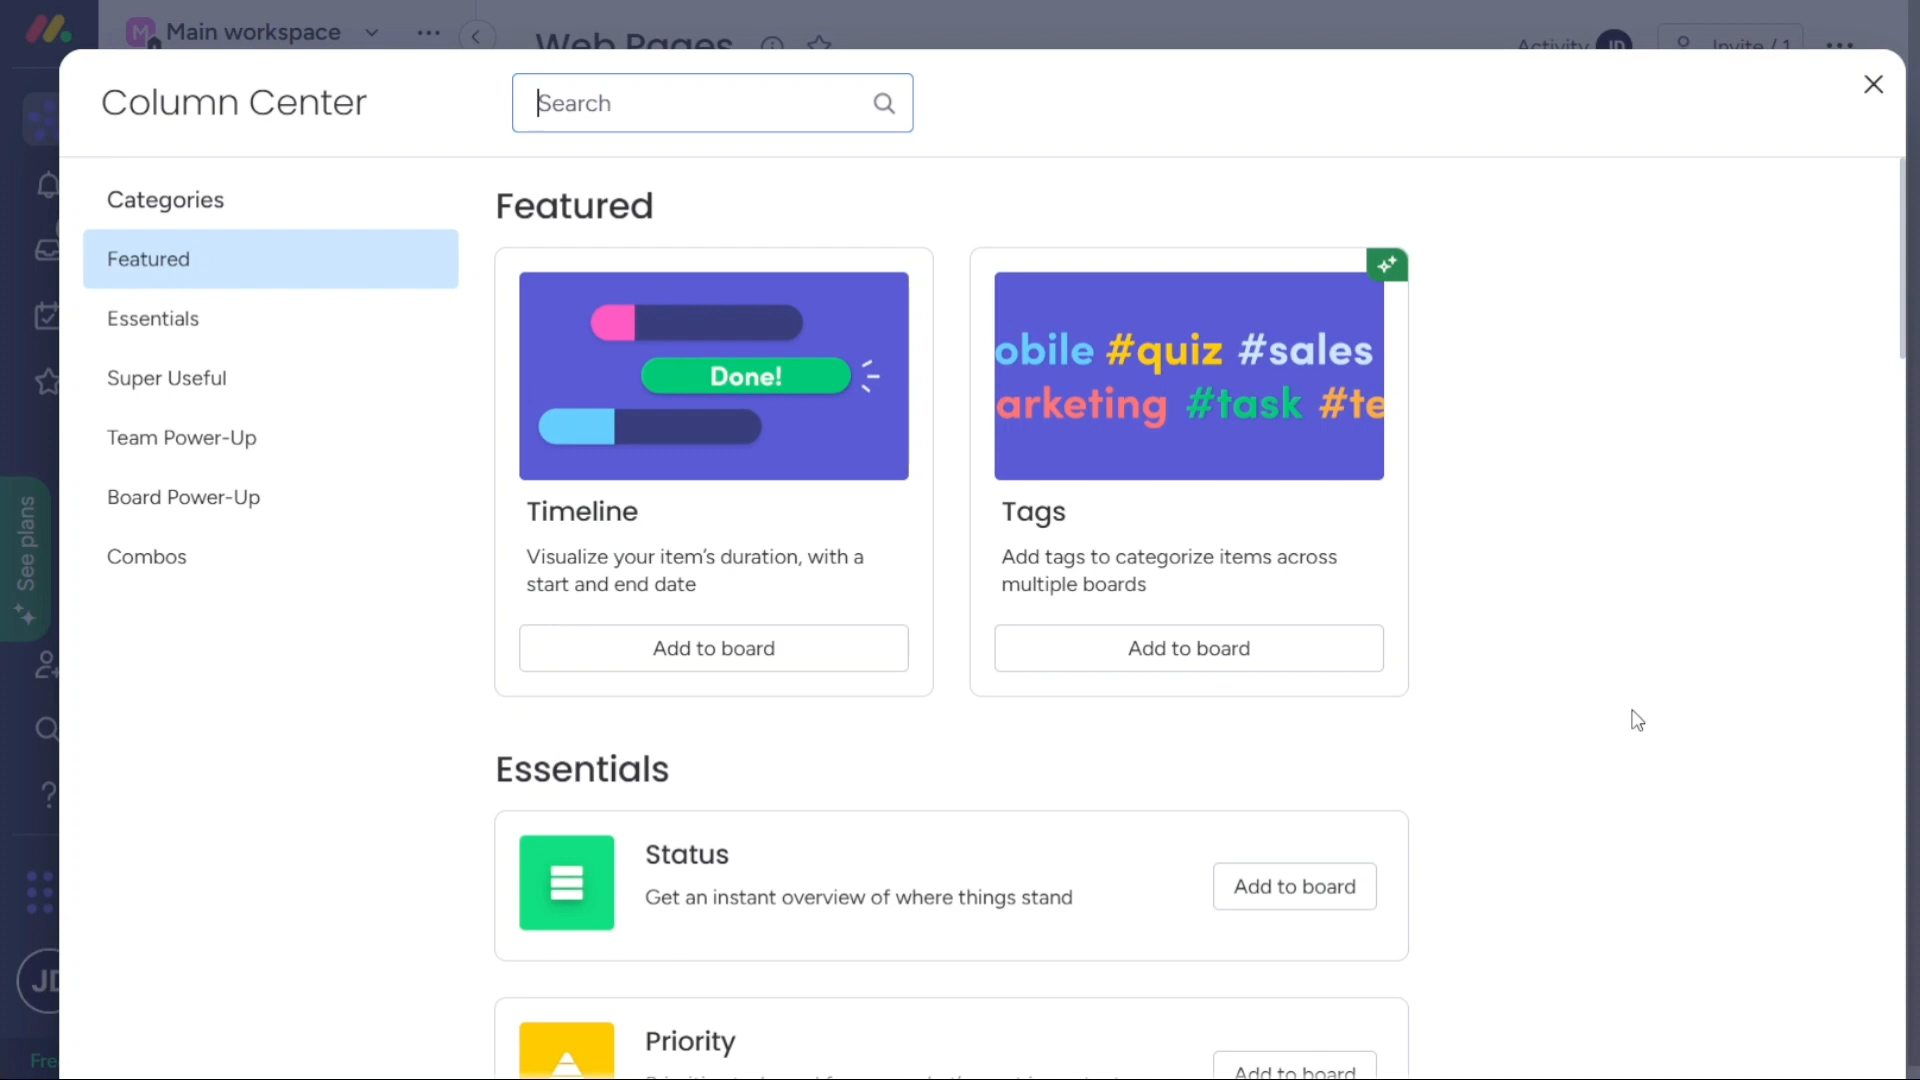 M Main workspace
Web Pages
Activity JD Invite / 1
Column Center
Search
Categories
Featured
Essentials
Super Useful
Team Power-Up
Board Power-Up
Combos
See plans
JD
Fre
Featured
Done!
obile #quiz #sales
arketing #task #te
Timeline
Visualize your item's duration, with a
start and end date
Add to board
Tags
Add tags to categorize items across
multiple boards
Add to board
Essentials
Status
Get an instant overview of where things stand
Add to board
Priority
Add to board